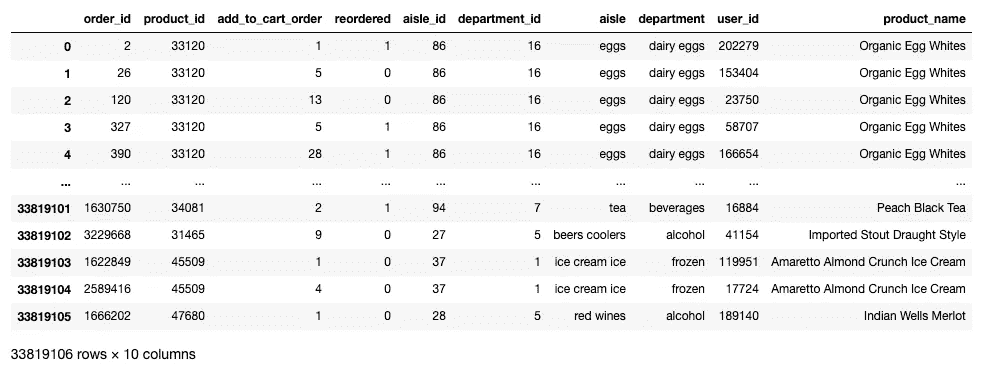 order_id product_id add_to_cart_order reordered aisle_id department_id aisle department user_id product_name
0 2 33120 1 1 86 16 eggs dairy eggs 202279 Organic Egg Whites
1 26 33120 5 0 86 16 eggs dairy eggs 153404 Organic Egg Whites
2 120 33120 13 0 86 16 eggs dairy eggs 23750 Organic Egg Whites
3 327 33120 5 1 86 16 eggs dairy eggs 58707 Organic Egg Whites
4 390 33120 28 1 86 16 eggs dairy eggs 166654 Organic Egg Whites
... ... ... ... ... ... ... ... ... ... ...
33819101 1630750 34081 2 1 94 7 tea beverages 16884 Peach Black Tea
33819102 3229668 31465 9 0 27 5 beers coolers alcohol 41154 Imported Stout Draught Style
33819103 1622849 45509 1 0 37 1 ice cream ice frozen 119951 Amaretto Almond Crunch Ice Cream
33819104 2589416 45509 4 0 37 1 ice cream ice frozen 17724 Amaretto Almond Crunch Ice Cream
33819105 1666202 47680 1 0 28 5 red wines alcohol 189140 Indian Wells Merlot
33819106 rows × 10 columns